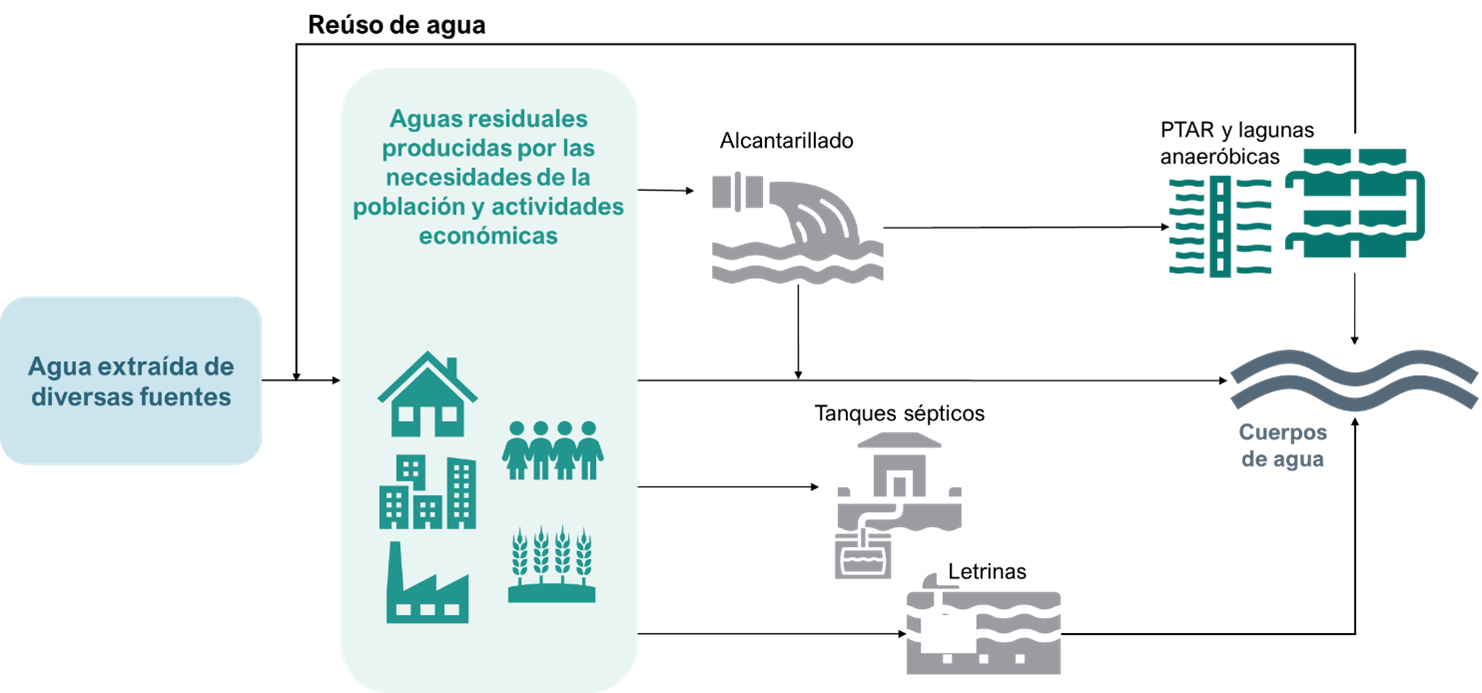 Reúso de agua
Aguas residuales
producidas por las
necesidades de la
población y actividades
económicas
Alcantarillado
PTAR y lagunas
anaeróbicas
Agua extraída de
diversas fuentes
Tanques sépticos
Cuerpos
de agua
Letrinas